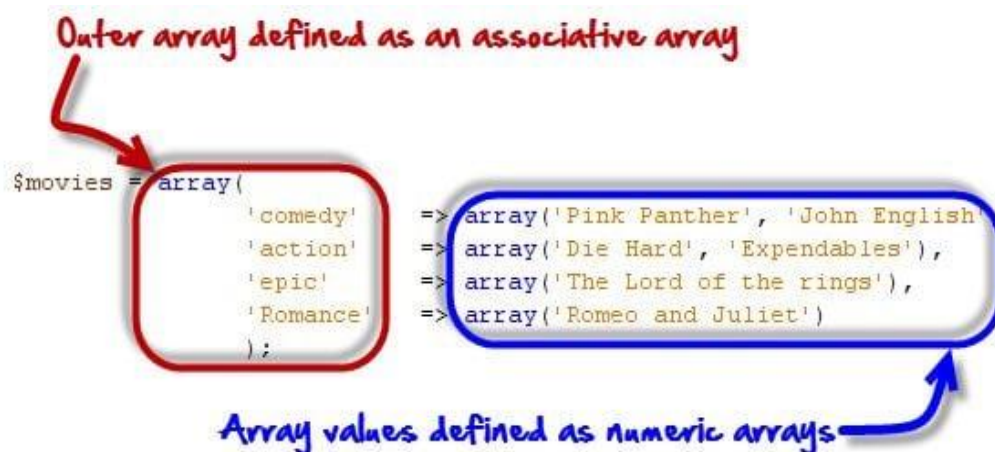 Outer array defined as an associative array
$movies = array(
'comedy' => array('Pink Panther', 'John English'
'action' => array('Die Hard', 'Expendables'),
'epic' => array('The Lord of the rings'),
'Romance' => array('Romeo and Juliet')
);
Array values defined as numeric arrays